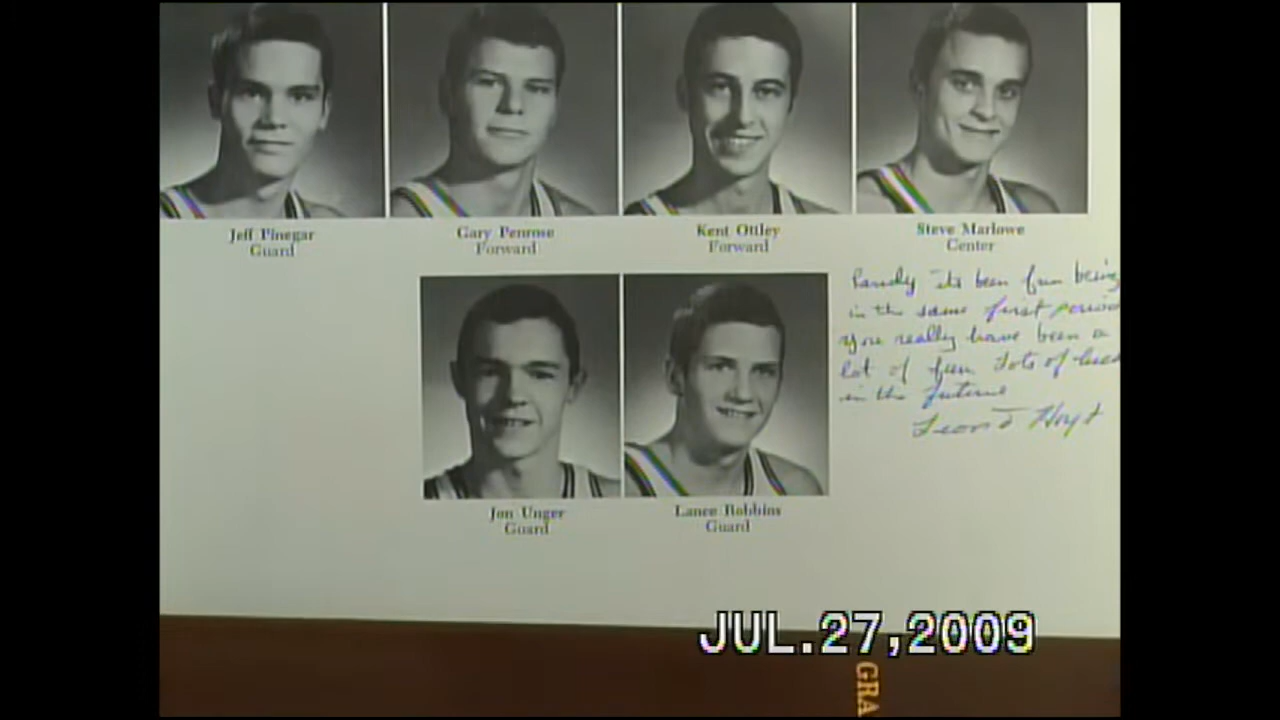 Jeff Pinegar Gary Penrose Kent Ottley Steve Marlowe
Guard Forward Forward Center
Randy its been fun being
in the same first period
you really have been a
lot of fun lots of luck
in the future
Hoyt
Jon Unger Lance Robbins
Guard Guard
JUL.27,2009
GRA